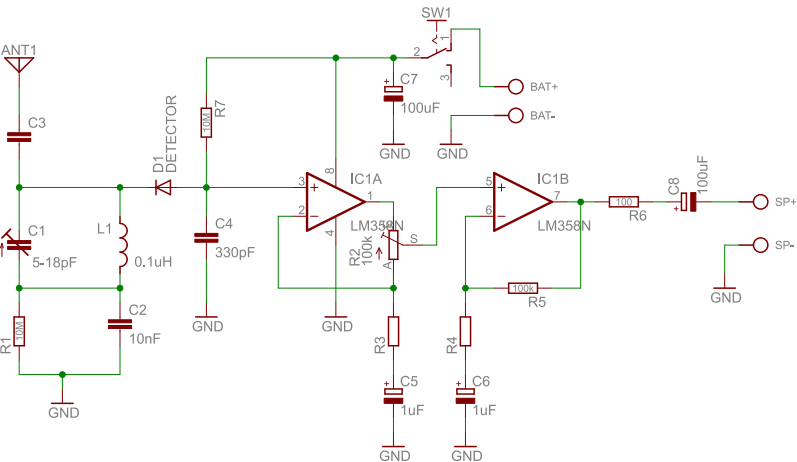 SW1
ANT1
2
1
3
C7
100uF
BAT+
BAT-
GND
GND
C3
D1
DETECTOR
R7
10M
3
2
8
4
1
IC1A
LM358N
5
6
7
IC1B
LM358N
C8
100uF
SP+
100
R6
C1
5-18pF
L1
0.1uH
C4
330pF
R2
100k
S
A
SP-
C2
10nF
R1
10M
GND
GND
GND
100k
R5
R3
R4
C5
1uF
C6
1uF
GND
GND
GND